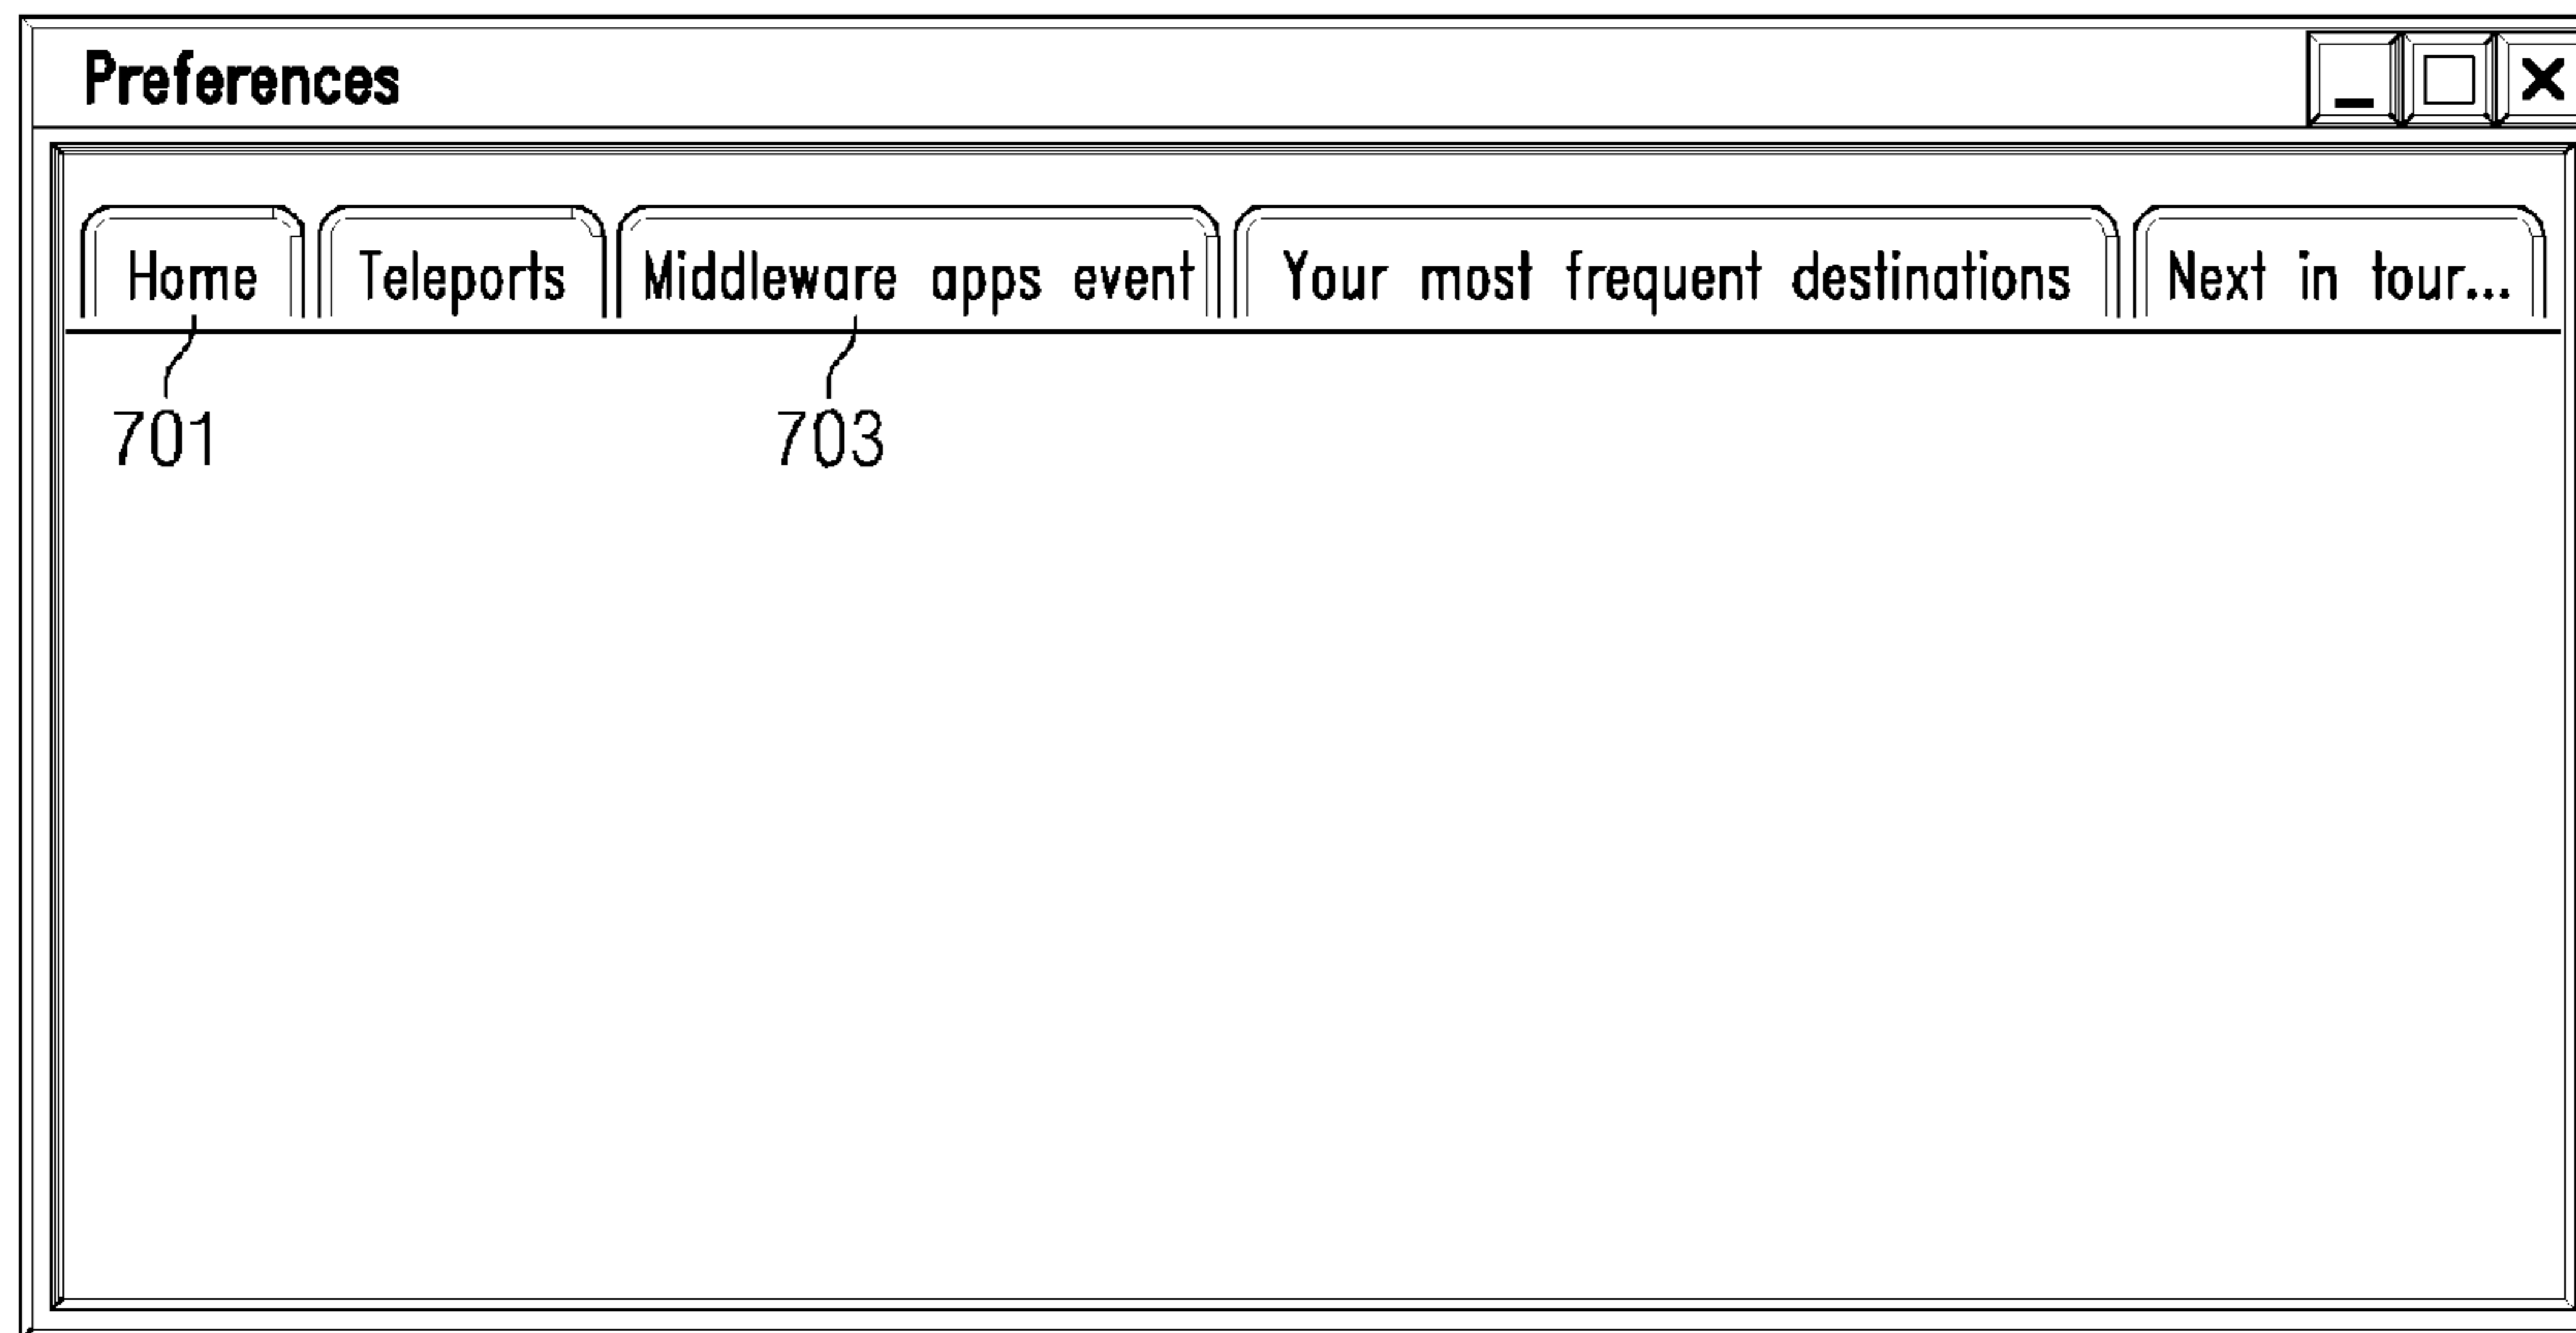 Preferences
Home Teleports Middleware apps event Your most frequent destinations Next in tour...
701 703